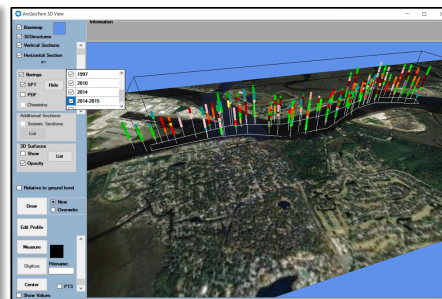 ArcGeoTwin 3D View
Information
Basemap
3DStructures
Vertical Sections
Horizontal Section
Borings
1997
2010
SPT
Hide
2014
PDF
2014-2015
Chemistry
Additional Sections
Seismic Sections
List
3D Surfaces
Show
List
Opacity
Relative to ground level
Draw
New
Overwrite
Edit Profile
Measure
Digitize
Filename:
Center
PTS
Show Values